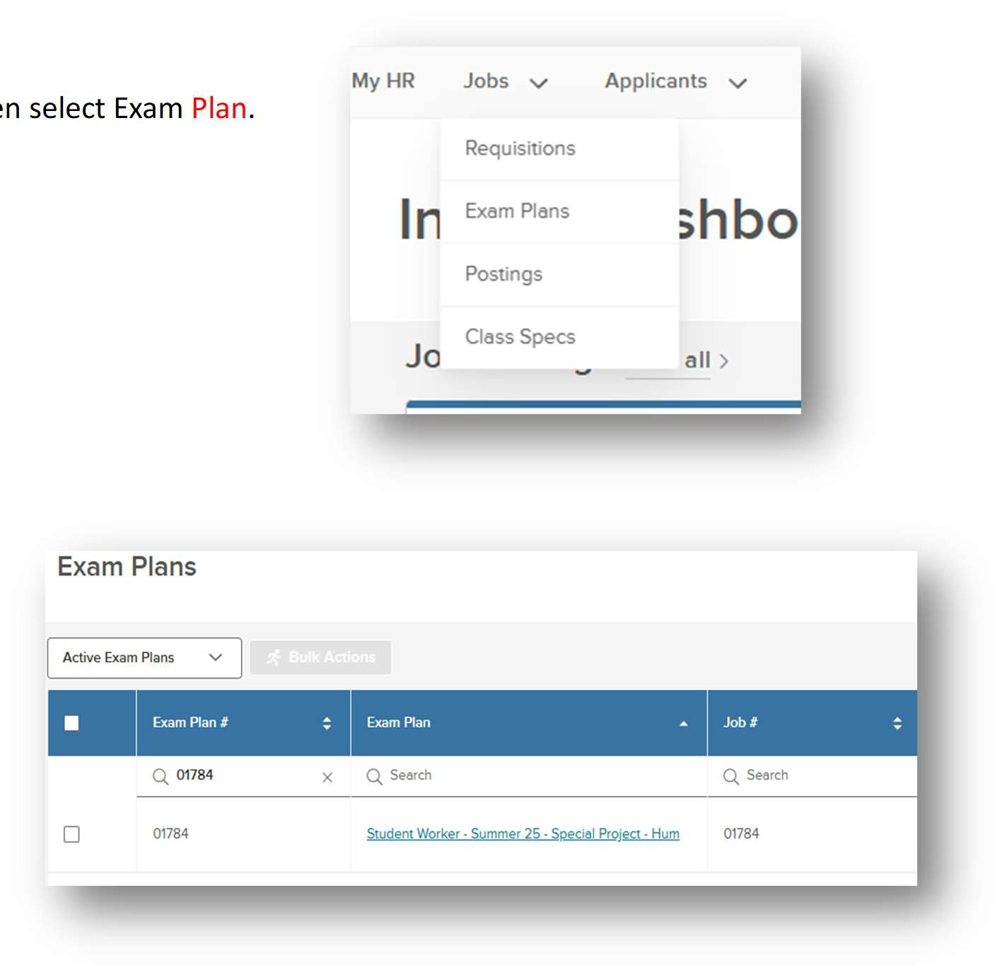 My HR Jobs Applicants
en select Exam Plan.
Requisitions
Exam Plans
In shbo
Postings
Class Specs
Jo all >
Exam Plans
Active Exam Plans Bulk Actions
Exam Plan # Exam Plan Job #
01784 Search Search
01784 Student Worker - Summer 25 - Special Project - Hum 01784